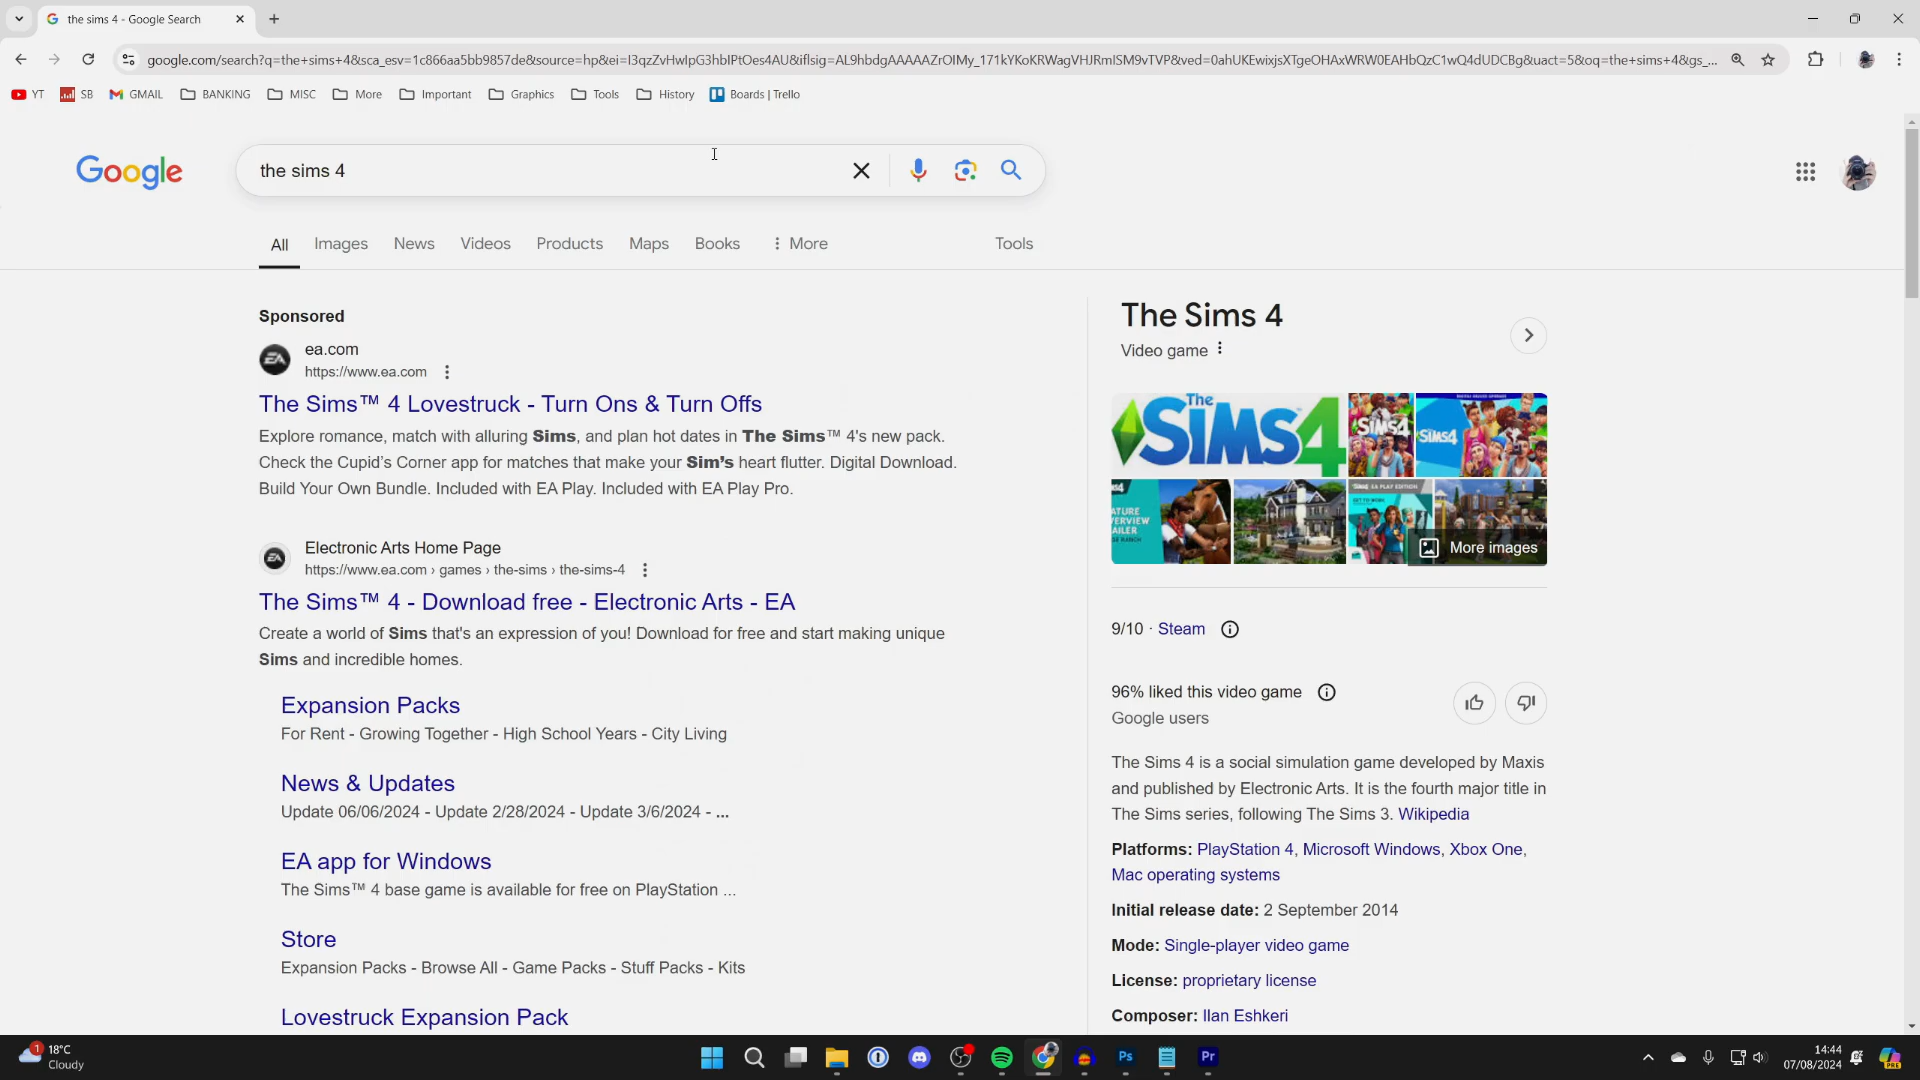 the sims 4 - Google Search
google.com/search?q=the+sims+4&sca_esv=1c866aa5bb9857de&source=hp&ei=
YT SB GMAIL BANKING MISC More Important Graphics Tools History Boards | Trello
Google
the sims 4
All Images News Videos Products Maps Books More Tools
Sponsored
ea.com
https://www.ea.com
The Sims™ 4 Lovestruck - Turn Ons & Turn Offs
Explore romance, match with alluring Sims, and plan hot dates in The Sims™ 4's new pack.
Check the Cupid's Corner app for matches that make your Sim's heart flutter. Digital Download.
Build Your Own Bundle. Included with EA Play. Included with EA Play Pro.
Electronic Arts Home Page
https://www.ea.com › games › the-sims › the-sims-4
The Sims™ 4 - Download free - Electronic Arts - EA
Create a world of Sims that's an expression of you! Download for free and start making unique
Sims and incredible homes.
Expansion Packs
For Rent - Growing Together - High School Years - City Living
News & Updates
Update 06/06/2024 - Update 2/28/2024 - Update 3/6/2024 - ...
EA app for Windows
The Sims™ 4 base game is available for free on PlayStation ...
Store
Expansion Packs - Browse All - Game Packs - Stuff Packs - Kits
Lovestruck Expansion Pack
The Sims 4
Video game
The SIMS 4
SIMS4
SIMS4
More images
9/10 · Steam
96% liked this video game
Google users
The Sims 4 is a social simulation game developed by Maxis
and published by Electronic Arts. It is the fourth major title in
The Sims series, following The Sims 3. Wikipedia
Platforms: PlayStation 4, Microsoft Windows, Xbox One,
Mac operating systems
Initial release date: 2 September 2014
Mode: Single-player video game
License: proprietary license
Composer: Ilan Eshkeri
1
18°C
Cloudy
Ps
Pr
14:44
07/08/2024
PRE